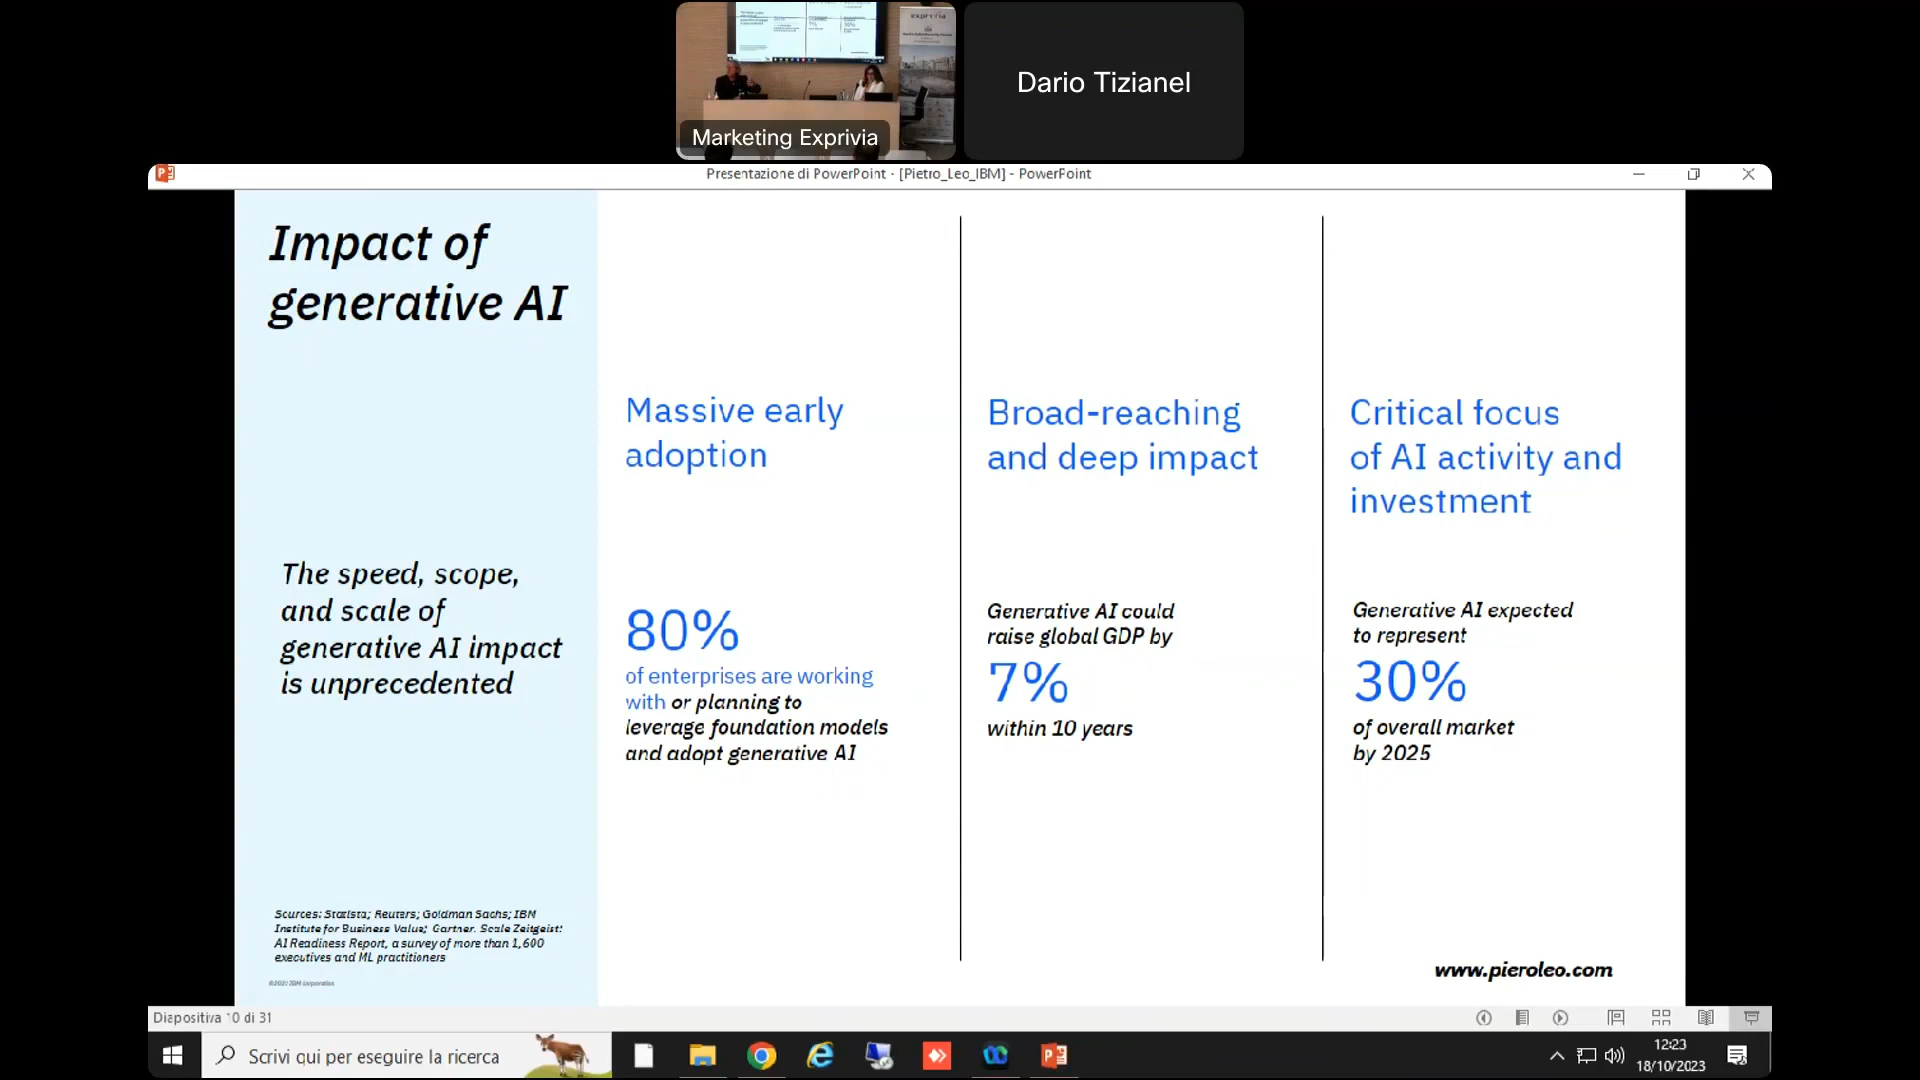 exprivia
Marketing Exprivia
Dario Tizianel
Presentazione di PowerPoint - [Pietro_Leo_IBM] - PowerPoint
Impact of
generative AI
The speed, scope,
and scale of
generative AI impact
is unprecedented
Sources: Statista; Reuters; Goldman Sachs; IBM
Institute for Business Value; Gartner. Scale Zeitgeist:
AI Readiness Report, a survey of more than 1,600
executives and ML practitioners
Massive early
adoption
80%
of enterprises are working
with or planning to
leverage foundation models
and adopt generative AI
Broad-reaching
and deep impact
Generative AI could
raise global GDP by
7%
within 10 years
Critical focus
of AI activity and
investment
Generative AI expected
to represent
30%
of overall market
by 2025
www.pieroleo.com
Diapositiva 10 di 31
Scrivi qui per eseguire la ricerca
12:23
18/10/2023